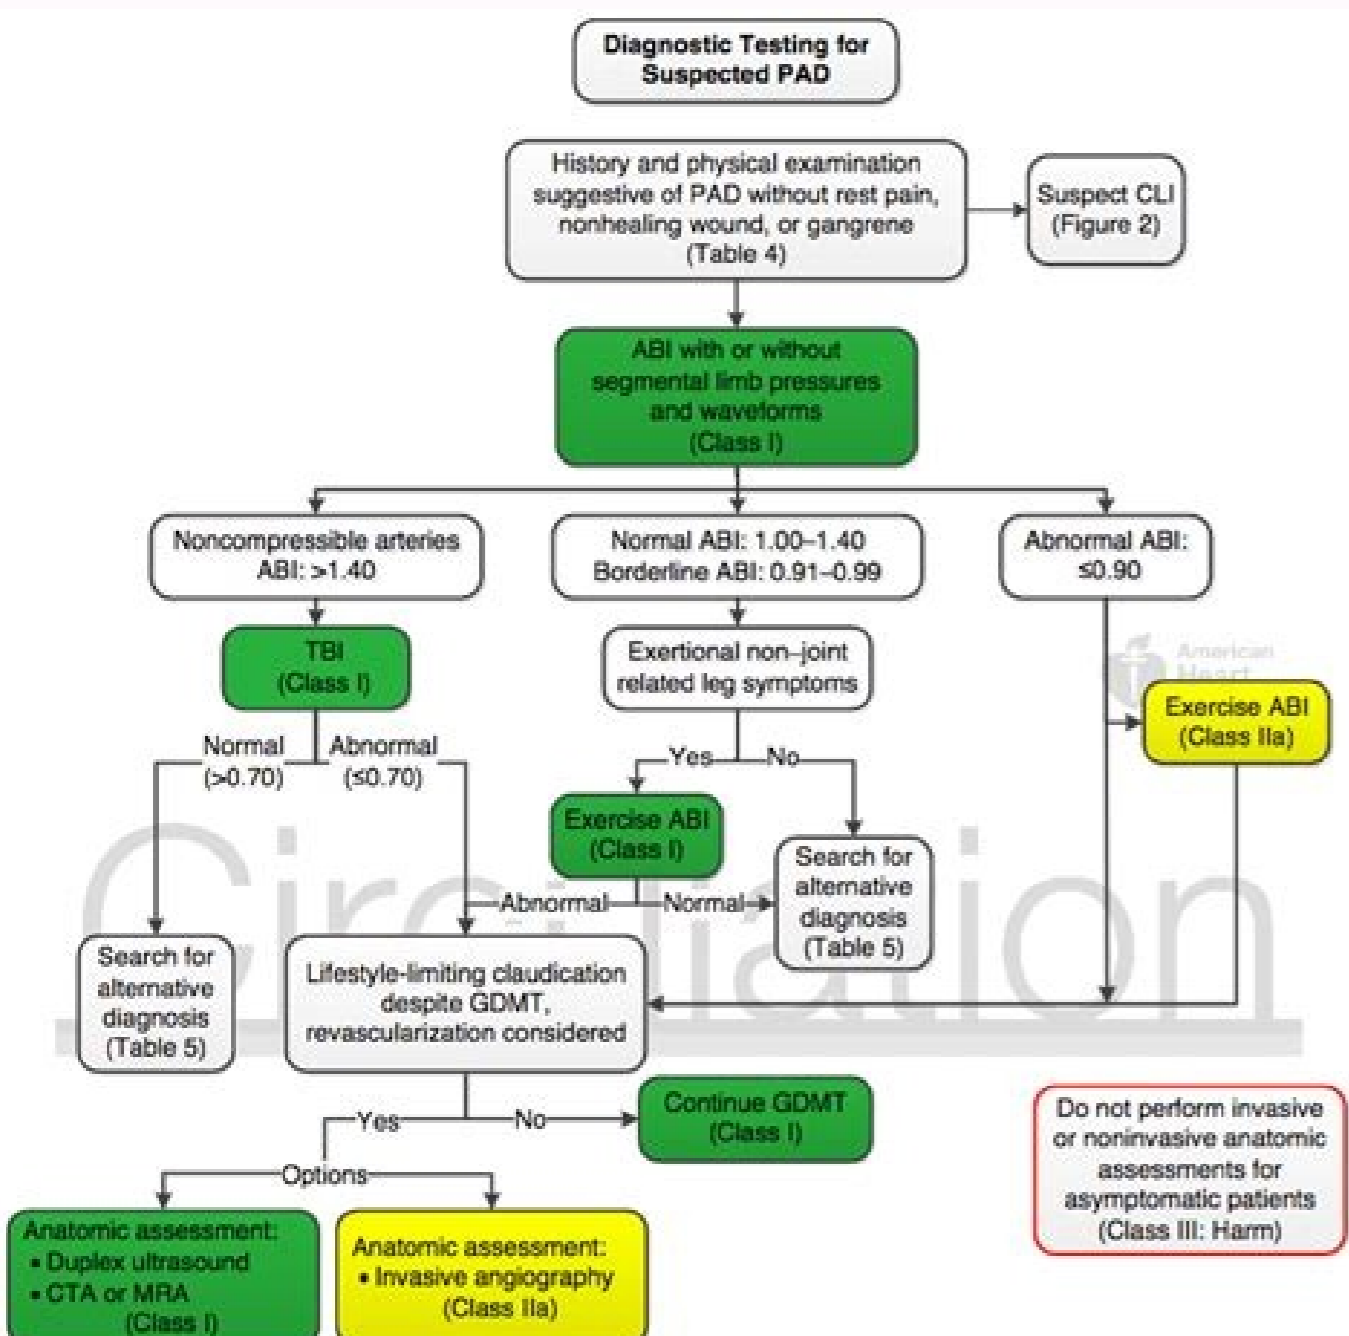 Diagnostic Testing for
Suspected PAD
History and physical examination
suggestive of PAD without rest pain,
nonhealing wound, or gangrene
(Table 4)
Suspect CLI
(Figure 2)
ABI with or without
segmental limb pressures
and waveforms
(Class I)
Noncompressible arteries
ABI: >1.40
Normal ABI: 1.00–1.40
Borderline ABI: 0.91–0.99
Abnormal ABI:
≤0.90
TBI
(Class I)
Exertional non–joint
related leg symptoms
American
Heart
Exercise ABI
(Class IIa)
Normal
(>0.70)
Abnormal
(≤0.70)
Yes
No
Exercise ABI
(Class I)
Search for
alternative
diagnosis
(Table 5)
Abnormal
Normal
Circulation
Search for
alternative
diagnosis
(Table 5)
Lifestyle-limiting claudication
despite GDMT,
revascularization considered
Yes
No
Continue GDMT
(Class I)
Options
Do not perform invasive
or noninvasive anatomic
assessments for
asymptomatic patients
(Class III: Harm)
Anatomic assessment:
• Duplex ultrasound
• CTA or MRA
(Class I)
Anatomic assessment:
• Invasive angiography
(Class IIa)